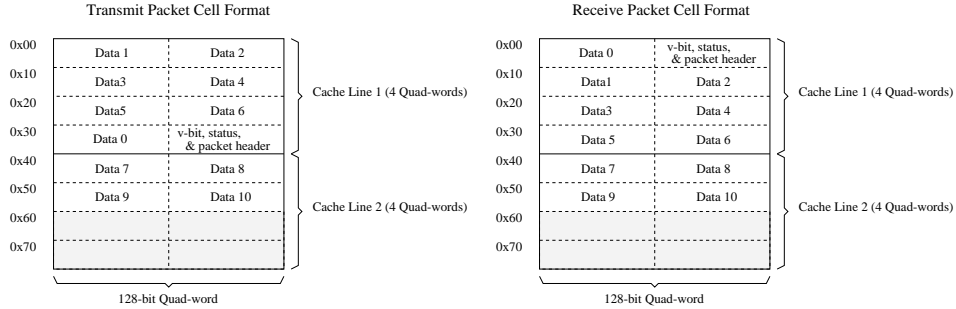 Transmit Packet Cell Format
0x00
Data 1
Data 2
0x10
Data3
Data 4
0x20
Data5
Data 6
0x30
Data 0
v-bit, status,
& packet header
0x40
Data 7
Data 8
0x50
Data 9
Data 10
0x60
0x70
Cache Line 1 (4 Quad-words)
Cache Line 2 (4 Quad-words)
128-bit Quad-word
Receive Packet Cell Format
0x00
Data 0
v-bit, status,
& packet header
0x10
Data1
Data 2
0x20
Data3
Data 4
0x30
Data 5
Data 6
0x40
Data 7
Data 8
0x50
Data 9
Data 10
0x60
0x70
Cache Line 1 (4 Quad-words)
Cache Line 2 (4 Quad-words)
128-bit Quad-word